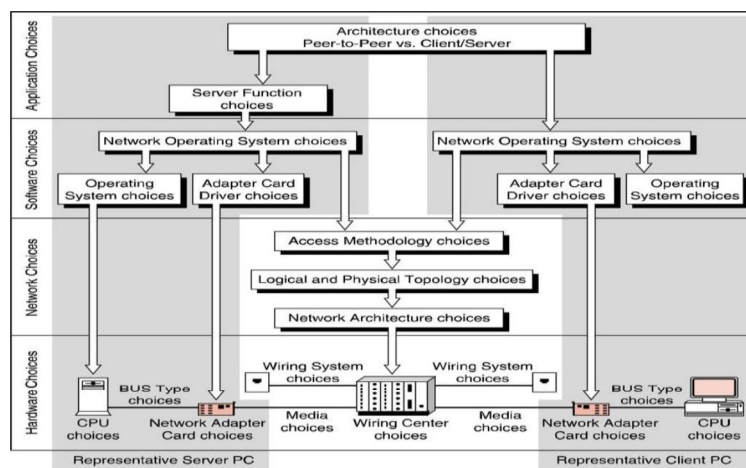 Application Choices
Architecture choices
Peer-to-Peer vs. Client/Server
Server Function
choices
Software Choices
Network Operating System choices
Network Operating System choices
Operating
System choices
Adapter Card
Driver choices
Adapter Card
Driver choices
Operating
System choices
Network Choices
Access Methodology choices
Logical and Physical Topology choices
Network Architecture choices
Hardware Choices
Wiring System
choices
Wiring System
choices
BUS Type
choices
BUS Type
choices
CPU
choices
Network Adapter
Card choices
Media
choices
Wiring Center
choices
Media
choices
Network Adapter
Card choices
CPU
choices
Representative Server PC
Representative Client PC